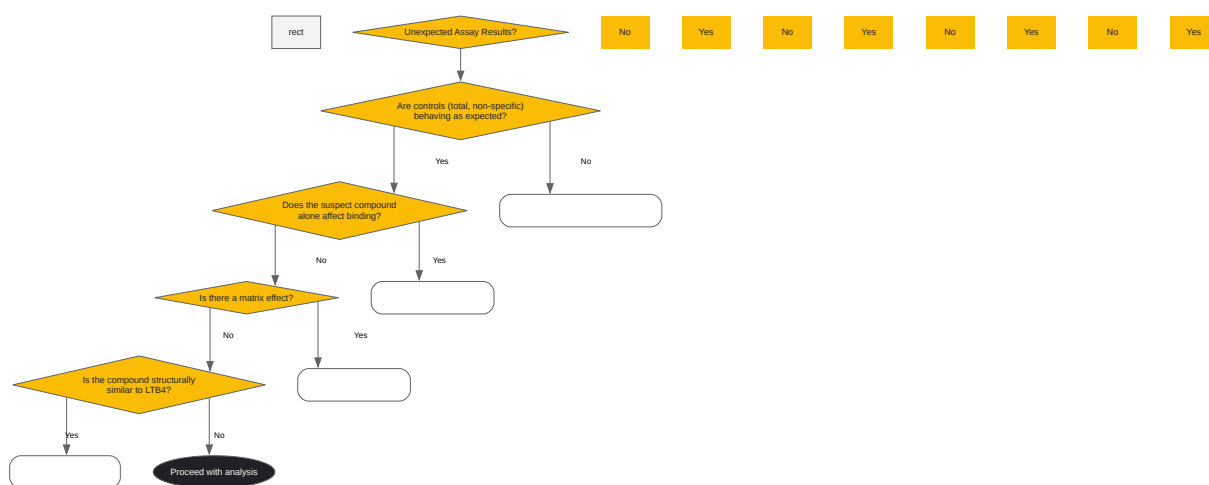 rect
Unexpected Assay Results?
No
Yes
No
Yes
No
Yes
No
Yes
Are controls (total, non-specific)
behaving as expected?
Yes
No
Does the suspect compound
alone affect binding?
No
Yes
Is there a matrix effect?
No
Yes
Is the compound structurally
similar to LTB4?
Yes
No
Proceed with analysis